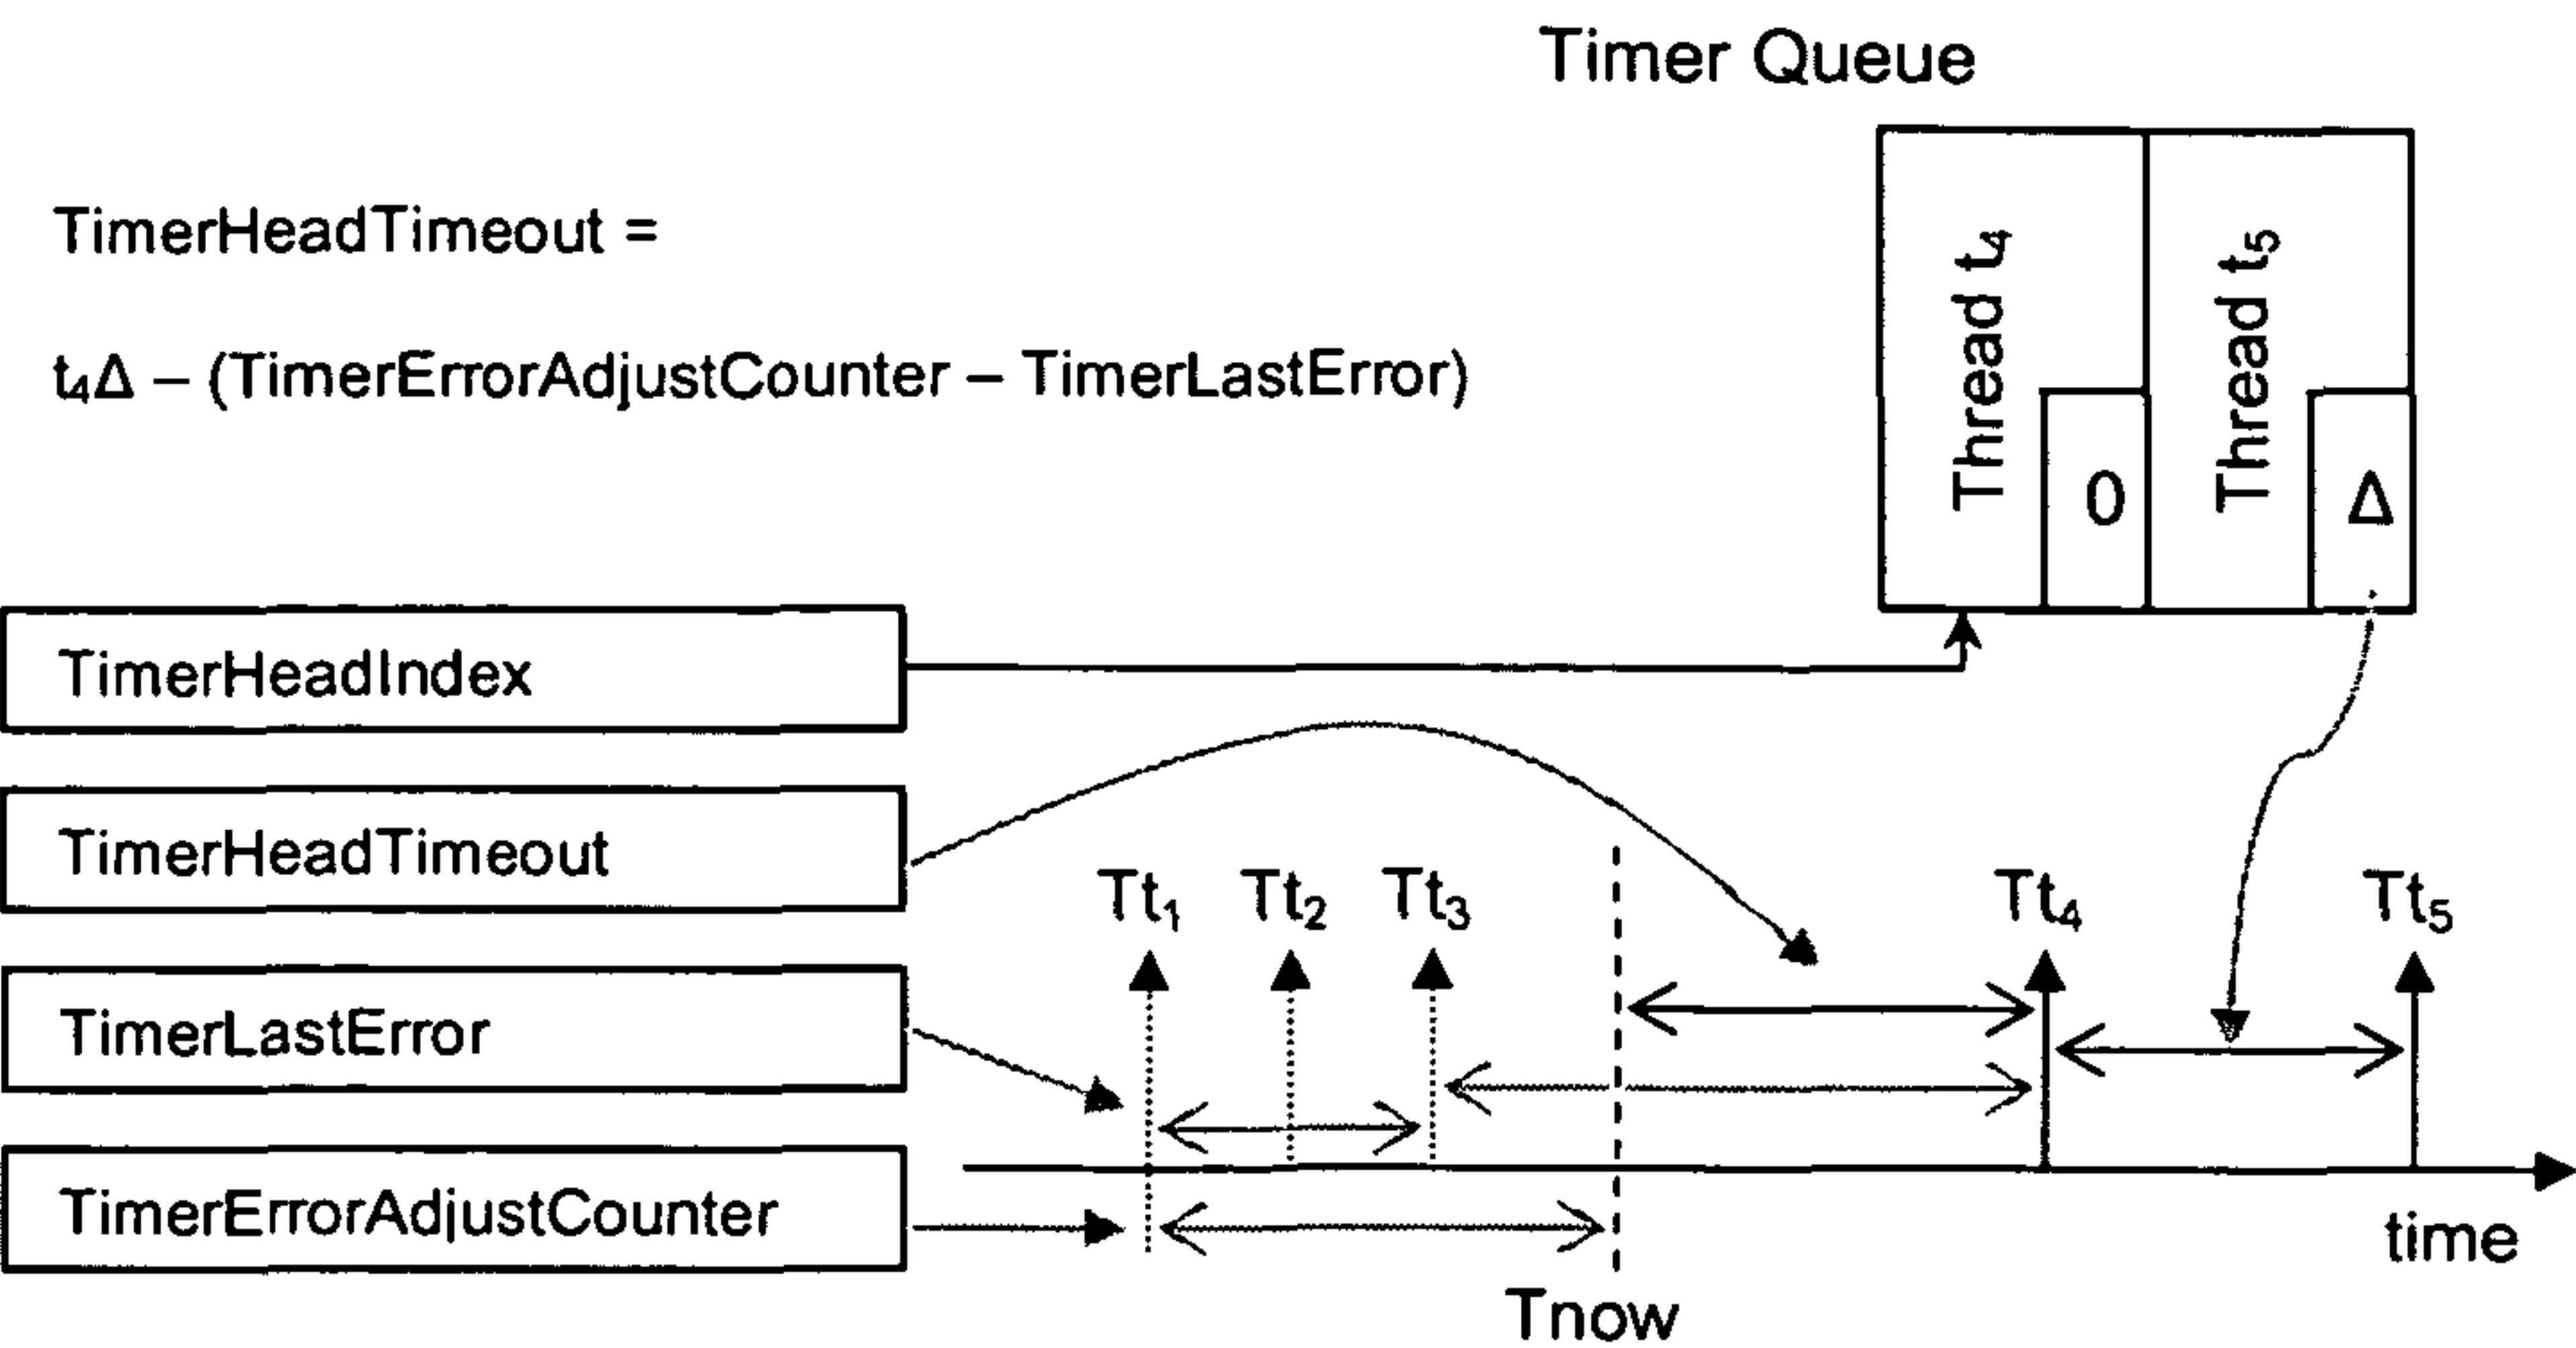 Timer Queue
TimerHeadTimeout =
t₄Δ – (TimerErrorAdjustCounter – TimerLastError)
Thread t₄
0
Thread t₅
Δ
TimerHeadIndex
TimerHeadTimeout
TimerLastError
TimerErrorAdjustCounter
Tt₁ Tt₂ Tt₃ Tt₄ Tt₅
time
Tnow